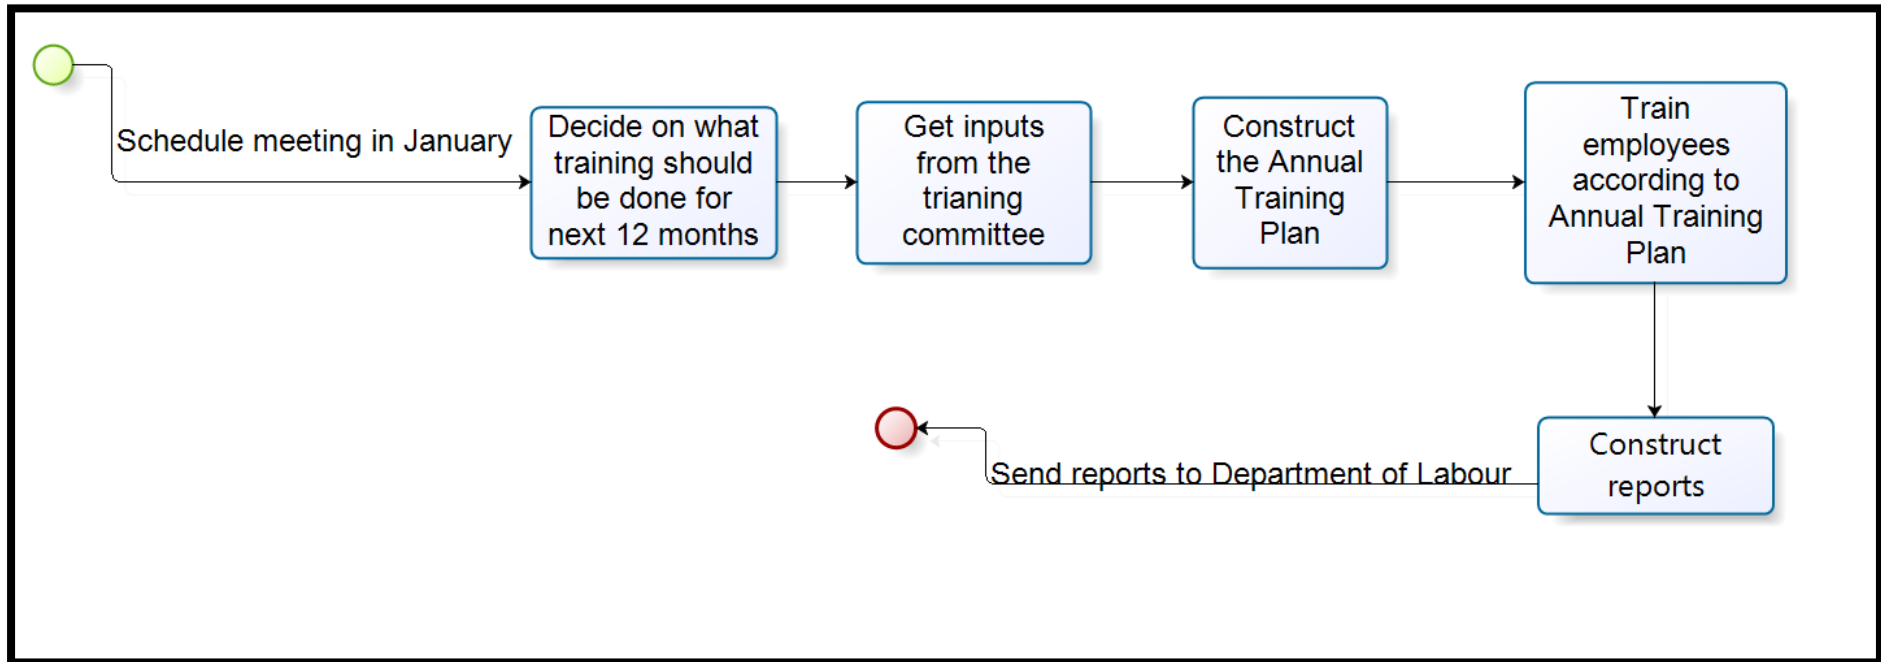 Schedule meeting in January
Decide on what
training should
be done for
next 12 months
Get inputs
from the
trianing
committee
Construct
the Annual
Training
Plan
Train
employees
according to
Annual Training
Plan
Construct
reports
Send reports to Department of Labour